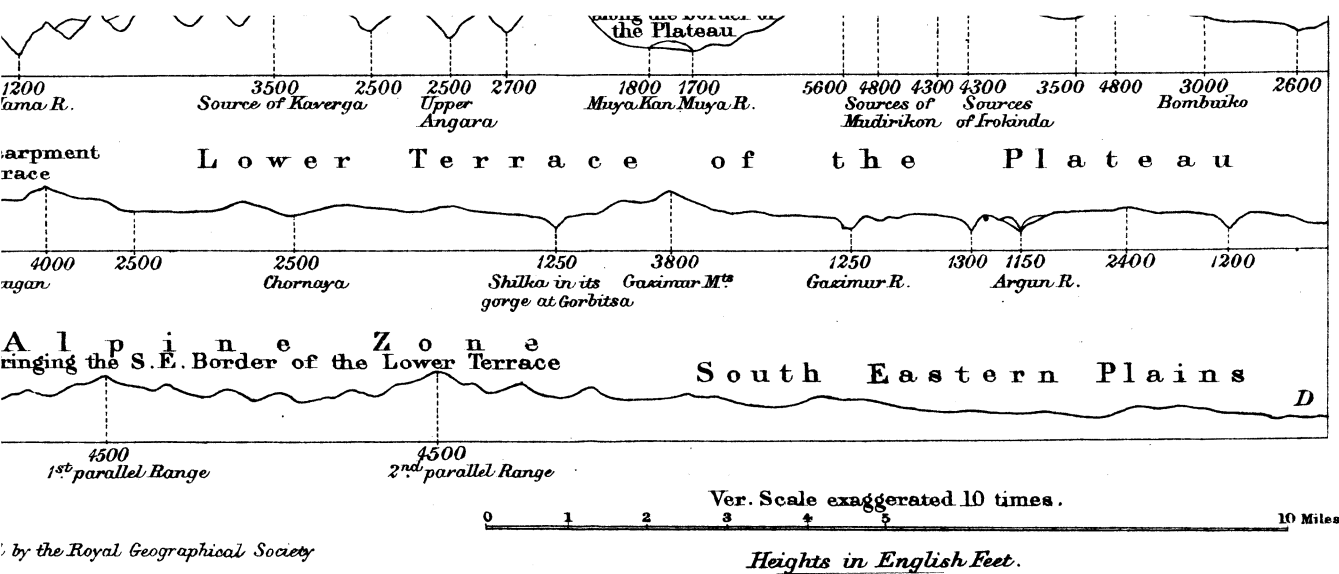 along the Border of
the Plateau
1200 3500 2500 2500 2700 1800 1700 5600 4800 4300 4300 3500 4800 3000 2600
Source of Kaverga Upper Muya Kan Muya R. Sources of Sources Bombuiko
Angara Mudirikon of Irokinda
Lower Terrace of the Plateau
4000 2500 2500 1250 3800 1250 1300 1150 2400 1200
Chornaya Shilka in its Gazimur Mts Gazimur R. Argun R.
gorge at Gorbitsa
Alpine Zone
the S.E. Border of the Lower Terrace
South Eastern Plains
D
4500 4500
1st parallel Range 2nd parallel Range
Ver. Scale exaggerated 10 times.
0 1 2 3 4 5 10 Miles
by the Royal Geographical Society
Heights in English Feet.